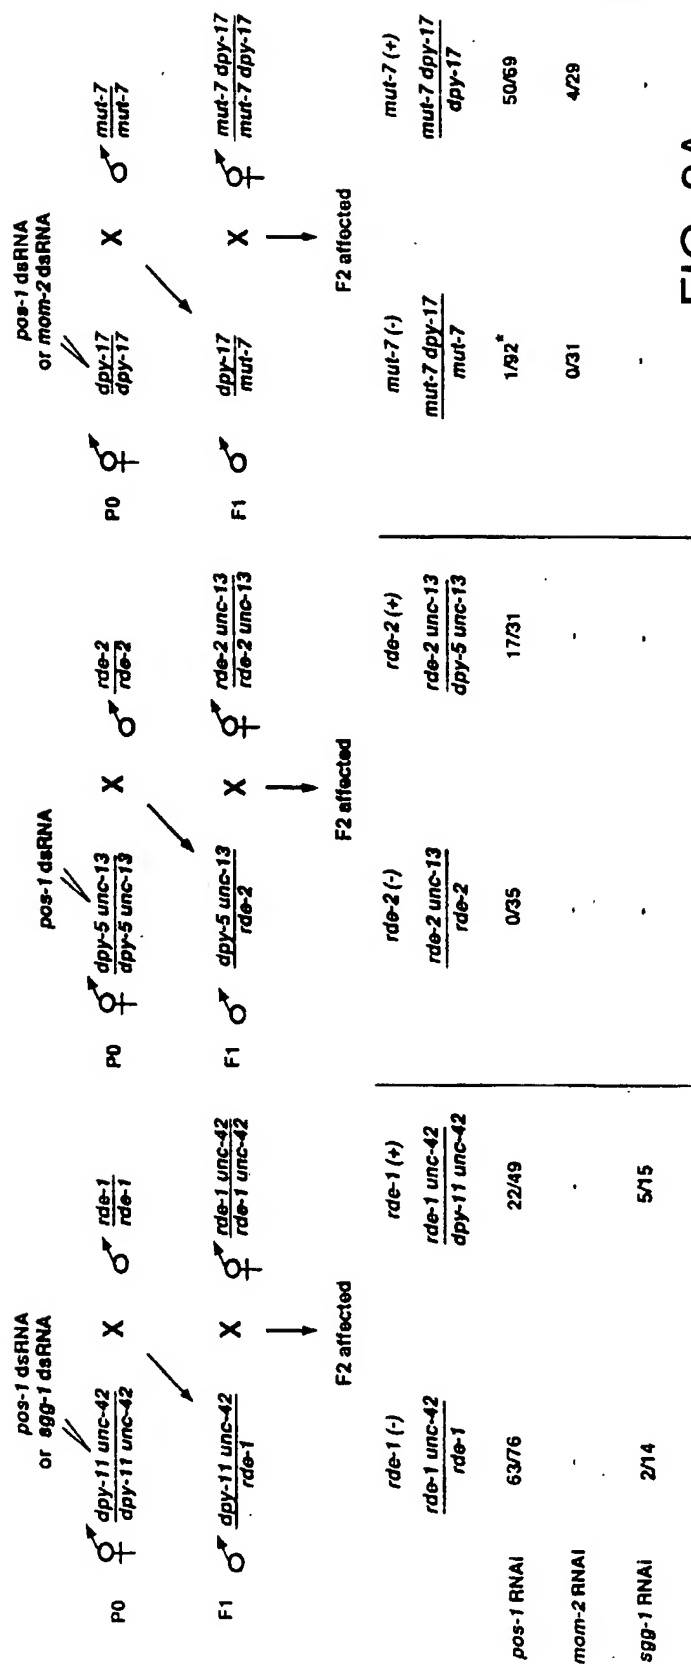 pos-1 dsRNA
or sgg-1 dsRNA
P0 dpy-11 unc-42 X rde-1
dpy-11 unc-42 rde-1
F1 dpy-11 unc-42 X rde-1 unc-42
rde-1 rde-1 unc-42
F2 affected
rde-1 (-) rde-1 (+)
rde-1 unc-42 rde-1 unc-42
rde-1 dpy-11 unc-42
pos-1 RNAi 63/76 22/49
mom-2 RNAi - -
sgg-1 RNAi 2/14 5/15
pos-1 dsRNA
P0 dpy-5 unc-13 X rde-2
dpy-5 unc-13 rde-2
F1 dpy-5 unc-13 X rde-2 unc-13
rde-2 rde-2 unc-13
F2 affected
rde-2 (-) rde-2 (+)
rde-2 unc-13 rde-2 unc-13
rde-2 dpy-5 unc-13
0/35 17/31
- -
- -
pos-1 dsRNA
or mom-2 dsRNA
P0 dpy-17 X mut-7
dpy-17 mut-7
F1 dpy-17 X mut-7 dpy-17
mut-7 mut-7 dpy-17
F2 affected
mut-7 (-) mut-7 (+)
mut-7 dpy-17 mut-7 dpy-17
mut-7 dpy-17
1/92* 50/69
0/31 4/29
- -